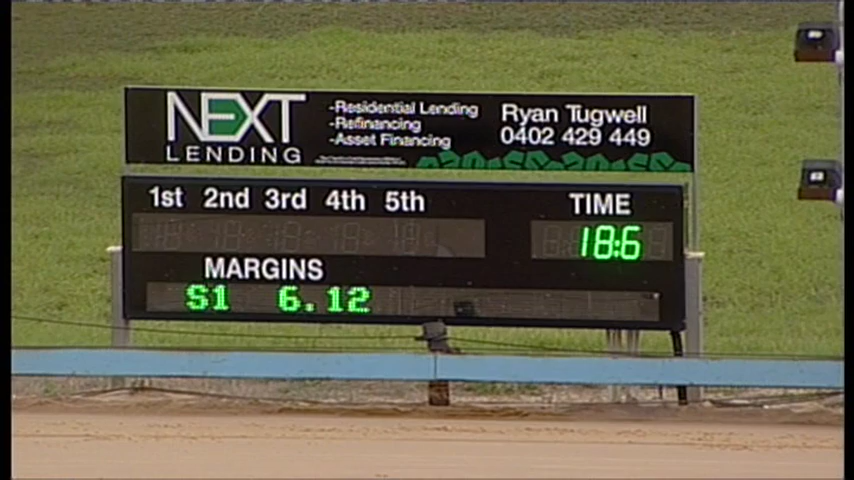 NEXT
LENDING
-Residential Lending
-Refinancing
-Asset Financing
Ryan Tugwell
0402 429 449
1st 2nd 3rd 4th 5th TIME
18:6
MARGINS
S1 6.12